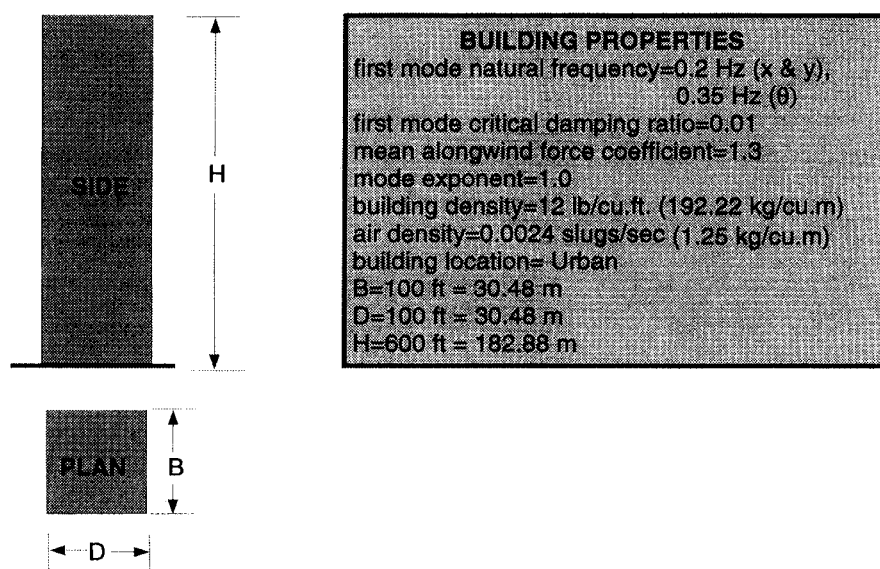 SIDE
H
BUILDING PROPERTIES
first mode natural frequency=0.2 Hz (x & y),
0.35 Hz (θ)
first mode critical damping ratio=0.01
mean alongwind force coefficient=1.3
mode exponent=1.0
building density=12 lb/cu.ft. (192.22 kg/cu.m)
air density=0.0024 slugs/sec (1.25 kg/cu.m)
building location= Urban
B=100 ft = 30.48 m
D=100 ft = 30.48 m
H=600 ft = 182.88 m
PLAN
B
D